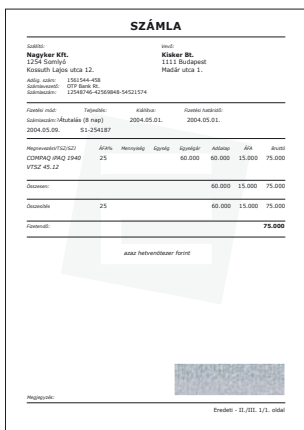 SZÁMLA
Szállító: Vevő:
Nagyker Kft. Kisker Bt.
1254 Somlyó 1111 Budapest
Kossuth Lajos utca 12. Madár utca 1.
Adóig. szám: 1561544-458
Számlavezető: OTP Bank Rt.
Számlaszám: 12548746-42569848-54521574
Fizetési mód: Teljesítés: Kiállítva: Fizetési határidő:
Számlaszám: Átutalás (8 nap) 2004.05.01. 2004.05.01.
2004.05.09. S1-254187
Megnevezés(VTSZ/SZJ) ÁFA% Mennyiség Egység Egységár Adóalap ÁFA Bruttó
COMPAQ iPAQ 1940 25 60.000 60.000 15.000 75.000
VTSZ 45.12
Összesen: 60.000 15.000 75.000
Összesítés 25 60.000 15.000 75.000
Fizetendő: 75.000
azaz hetvenötezer forint
Megjegyzés:
Eredeti - II./III. 1/1. oldal